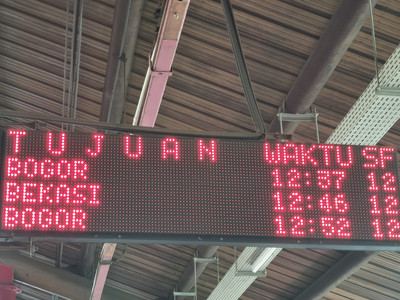 TUJUAN WAKTU SF
BOGOR 12:37 12
BEKASI 12:46 12
BOGOR 12:52 12